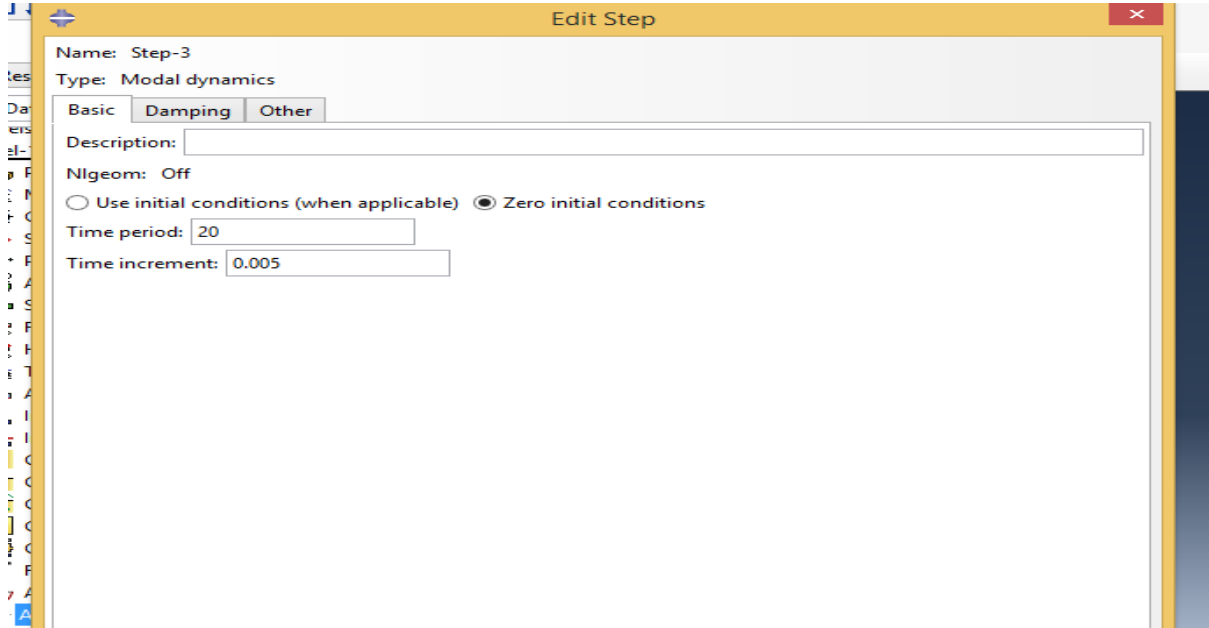 Edit Step
Name: Step-3
Type: Modal dynamics
Basic Damping Other
Description:
Nlgeom: Off
Use initial conditions (when applicable) Zero initial conditions
Time period: 20
Time increment: 0.005